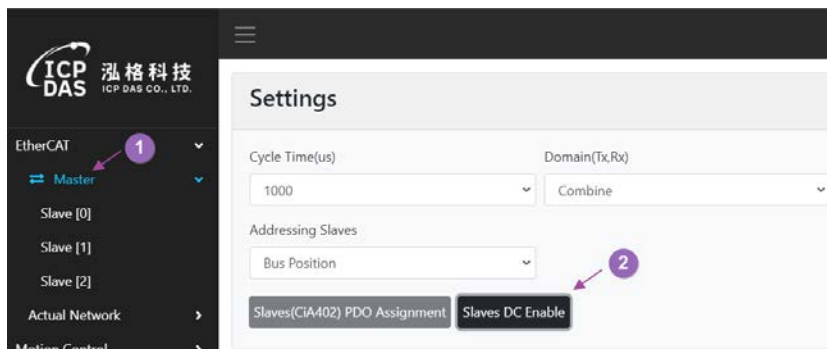 ICP DAS 泓格科技
ICP DAS CO., LTD.
Settings
EtherCAT
1
Master
Slave [0]
Slave [1]
Slave [2]
Actual Network
Motion Control
Cycle Time(us)
Domain(Tx,Rx)
1000
Combine
Addressing Slaves
Bus Position
2
Slaves(CiA402) PDO Assignment
Slaves DC Enable